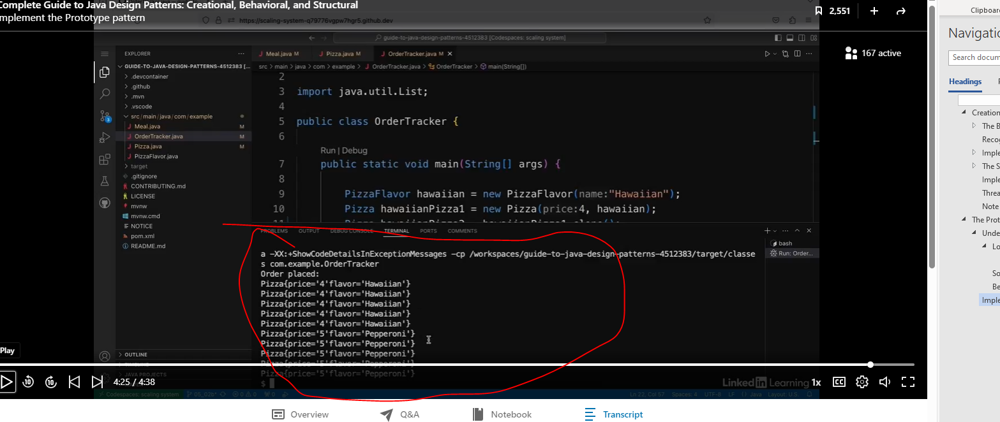 Complete Guide to Java Design Patterns: Creational, Behavioral, and Structural
Implement the Prototype pattern
2,551
167 active
https://scaling-system-q79776vgpw7hgr5.github.dev
guide-to-java-design-patterns-4512383 [Codespaces: scaling system]
EXPLORER
GUIDE-TO-JAVA-DESIGN-PATTERNS-4512383 [...
.devcontainer
.github
.mvn
.vscode
src/main/java/com/example
Meal.java M
OrderTracker.java M
Pizza.java M
PizzaFlavor.java
target
.gitignore
CONTRIBUTING.md
LICENSE
mvnw
mvnw.cmd
NOTICE
pom.xml
README.md
OUTLINE
JAVA PROJECTS
3
Meal.java M
Pizza.java M
OrderTracker.java M
src > main > java > com > example > OrderTracker.java > OrderTracker > main(String[])
2
3 import java.util.List;
4
5 public class OrderTracker {
6
Run | Debug
7 public static void main(String[] args) {
8
9 PizzaFlavor hawaiian = new PizzaFlavor(name:"Hawaiian");
10 Pizza hawaiianPizza1 = new Pizza(price:4, hawaiian);
PROBLEMS OUTPUT DEBUG CONSOLE TERMINAL PORTS COMMENTS
bash
Run: Order...
a -XX:+ShowCodeDetailsInExceptionMessages -cp /workspaces/guide-to-java-design-patterns-4512383/target/classe
s com.example.OrderTracker
Order placed:
Pizza{price='4'flavor='Hawaiian'}
Pizza{price='4'flavor='Hawaiian'}
Pizza{price='4'flavor='Hawaiian'}
Pizza{price='4'flavor='Hawaiian'}
Pizza{price='4'flavor='Hawaiian'}
Pizza{price='5'flavor='Pepperoni'}
Pizza{price='5'flavor='Pepperoni'}
Pizza{price='5'flavor='Pepperoni'}
Pizza{price='5'flavor='Pepperoni'}
Pizza{price='5'flavor='Pepperoni'}
$
Play
10
10
4:25 / 4:38
LinkedIn Learning
1x
CC
Codespaces: scaling system
Ln 22, Col 57 Spaces: 4 UTF-8 LF Java Layout: U.S.
Overview
Q&A
Notebook
Transcript
Clipboar
Navigatio
Search docum
Headings
Creation
The B
Recog
Imple
The S
Imple
Threa
Note
The Prot
Unde
Lo
So
Be
Imple